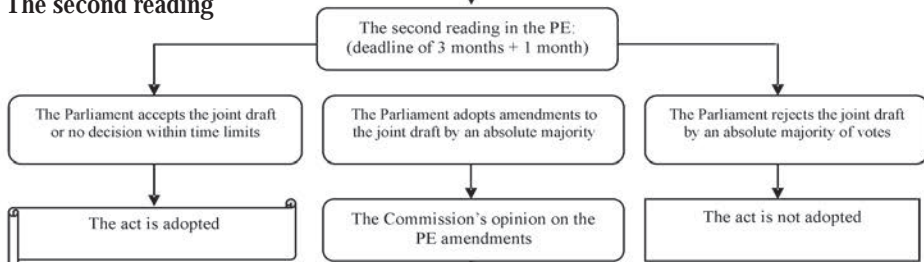 The second reading
The second reading in the PE:
(deadline of 3 months + 1 month)
The Parliament accepts the joint draft
or no decision within time limits
The Parliament adopts amendments to
the joint draft by an absolute majority
The Parliament rejects the joint draft
by an absolute majority of votes
The act is adopted
The Commission's opinion on the
PE amendments
The act is not adopted